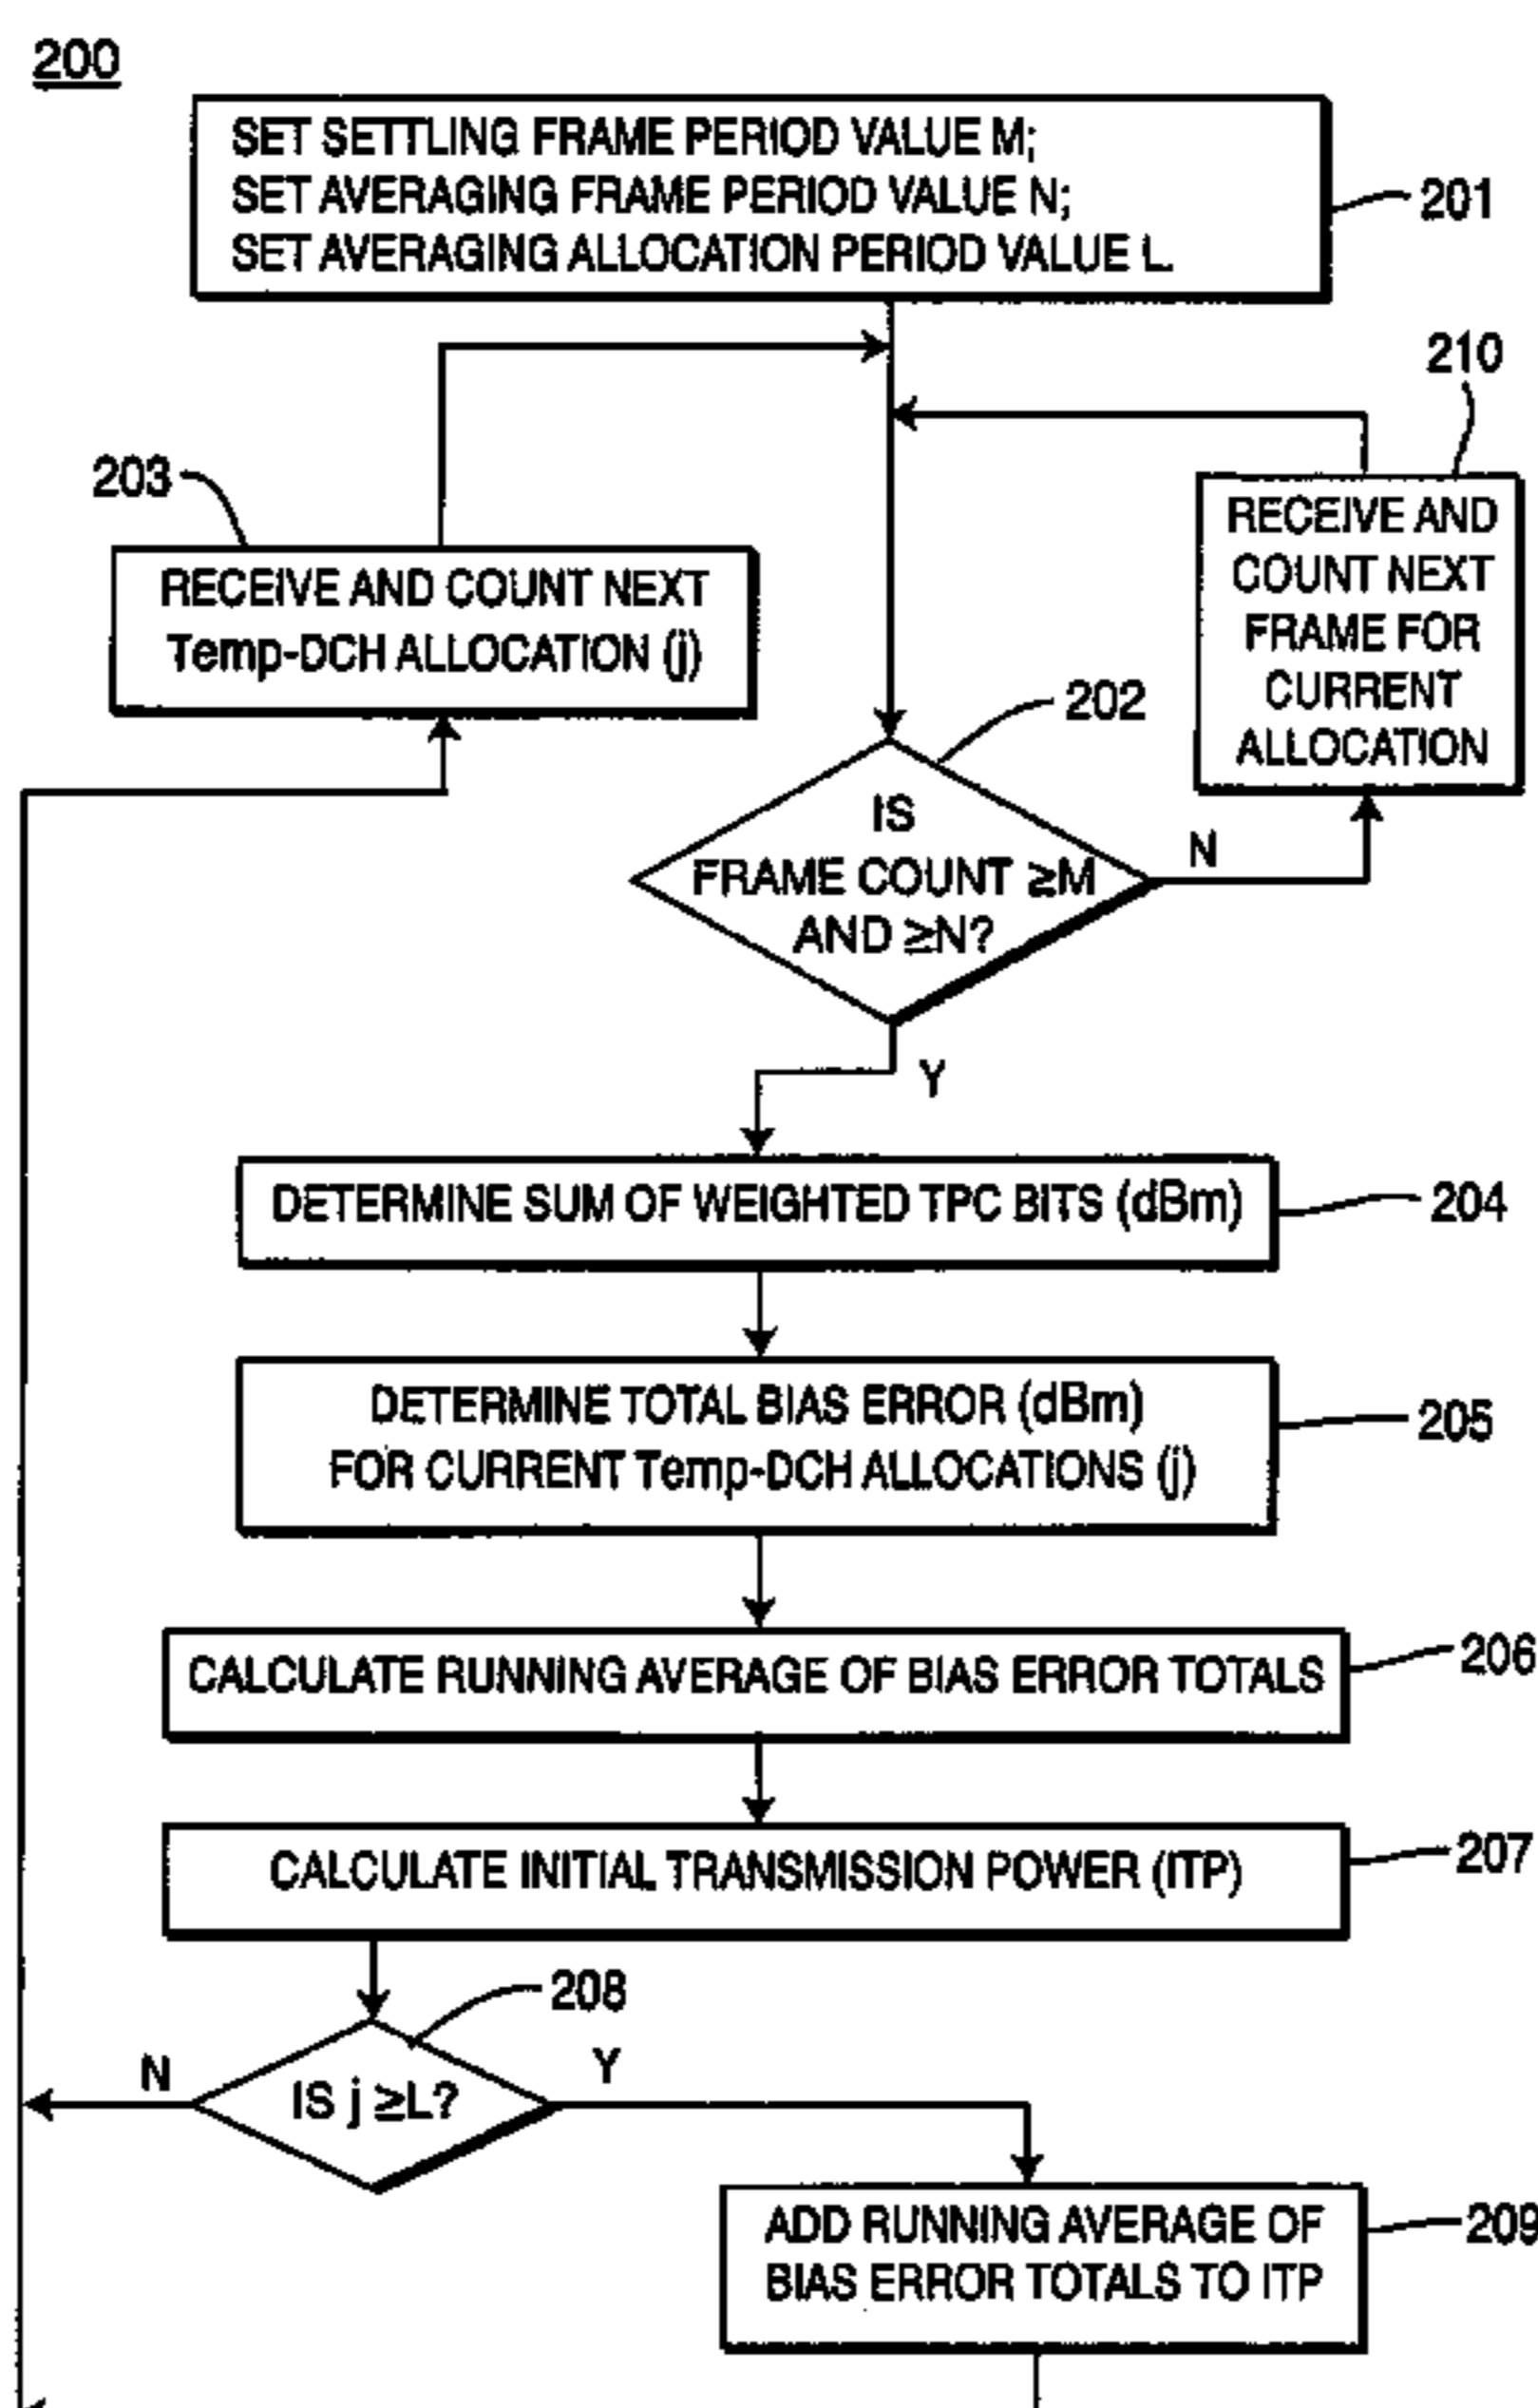 200
SET SETTLING FRAME PERIOD VALUE M;
SET AVERAGING FRAME PERIOD VALUE N;
SET AVERAGING ALLOCATION PERIOD VALUE L.
201
210
203
RECEIVE AND COUNT NEXT
Temp-DCH ALLOCATION (j)
RECEIVE AND
COUNT NEXT
FRAME FOR
CURRENT
ALLOCATION
202
IS
FRAME COUNT ≥M
AND ≥N?
N
Y
DETERMINE SUM OF WEIGHTED TPC BITS (dBm)
204
DETERMINE TOTAL BIAS ERROR (dBm)
FOR CURRENT Temp-DCH ALLOCATIONS (j)
205
CALCULATE RUNNING AVERAGE OF BIAS ERROR TOTALS
206
CALCULATE INITIAL TRANSMISSION POWER (ITP)
207
208
N
IS j ≥L?
Y
ADD RUNNING AVERAGE OF
BIAS ERROR TOTALS TO ITP
209